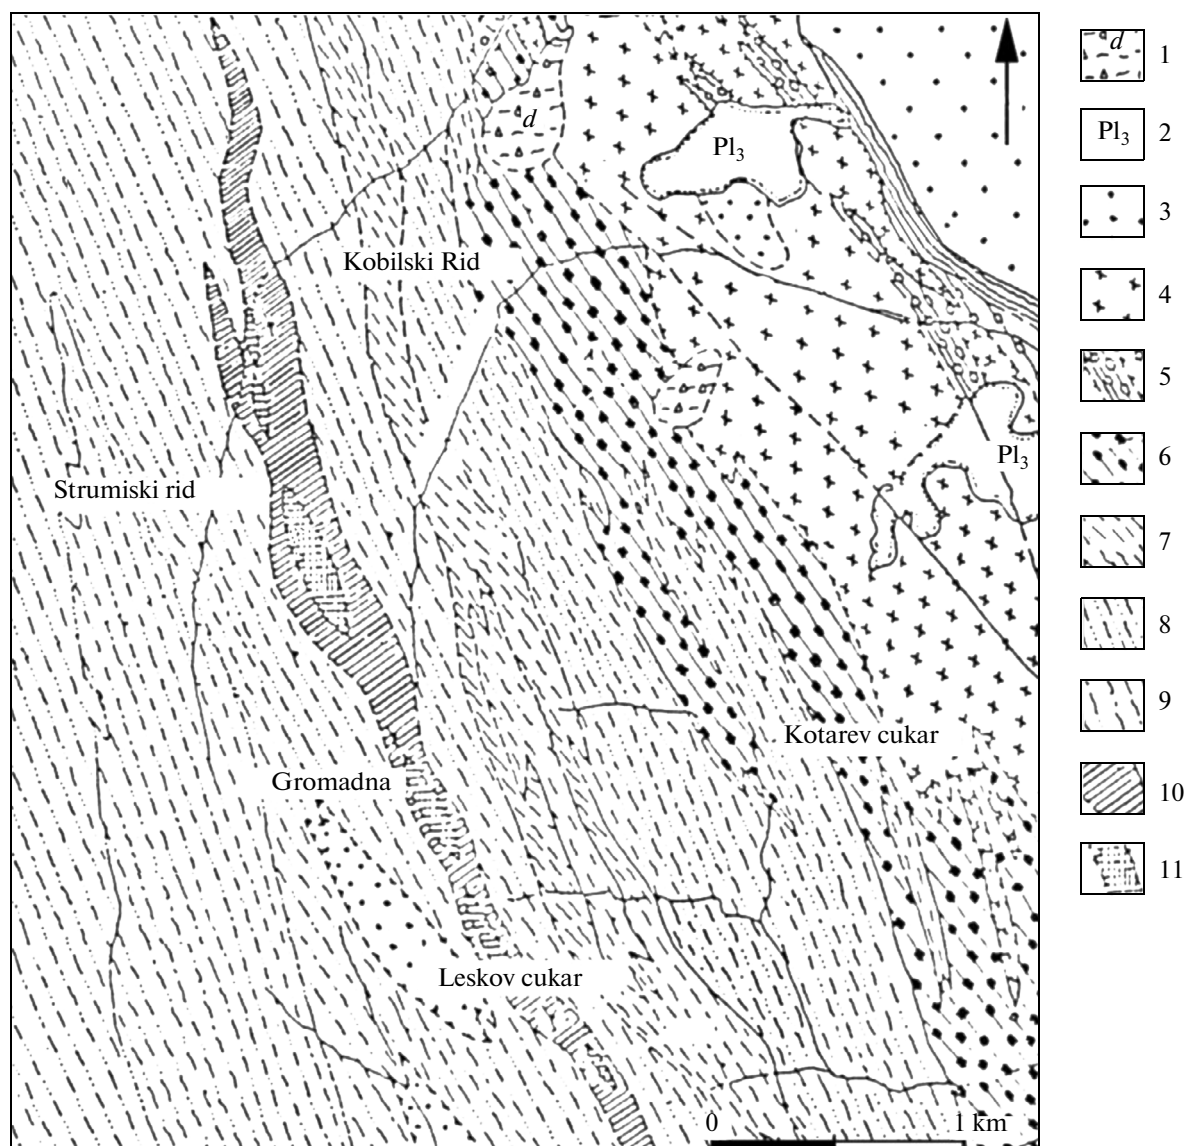 d
Pl3
Kobilski Rid
Pl3
Strumiski rid
Kotarev cukar
Gromadna
Leskov cukar
0 1 km
d 1
Pl3 2
3
4
5
6
7
8
9
10
11